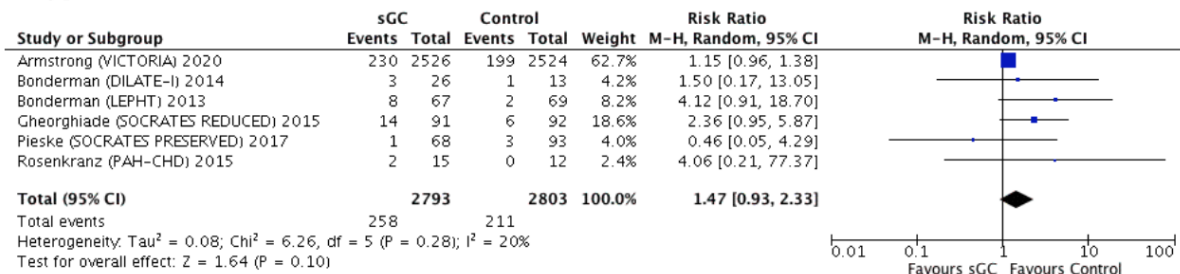 sGC Control Risk Ratio Risk Ratio
Study or Subgroup Events Total Events Total Weight M-H, Random, 95% CI M-H, Random, 95% CI
Armstrong (VICTORIA) 2020 230 2526 199 2524 62.7% 1.15 [0.96, 1.38]
Bonderman (DILATE-I) 2014 3 26 1 13 4.2% 1.50 [0.17, 13.05]
Bonderman (LEPHT) 2013 8 67 2 69 8.2% 4.12 [0.91, 18.70]
Gheorghiade (SOCRATES REDUCED) 2015 14 91 6 92 18.6% 2.36 [0.95, 5.87]
Pieske (SOCRATES PRESERVED) 2017 1 68 3 93 4.0% 0.46 [0.05, 4.29]
Rosenkranz (PAH-CHD) 2015 2 15 0 12 2.4% 4.06 [0.21, 77.37]
Total (95% CI) 2793 2803 100.0% 1.47 [0.93, 2.33]
Total events 258 211
Heterogeneity: Tau² = 0.08; Chi² = 6.26, df = 5 (P = 0.28); I² = 20%
Test for overall effect: Z = 1.64 (P = 0.10)
0.01 0.1 1 10 100
Favours sGC Favours Control